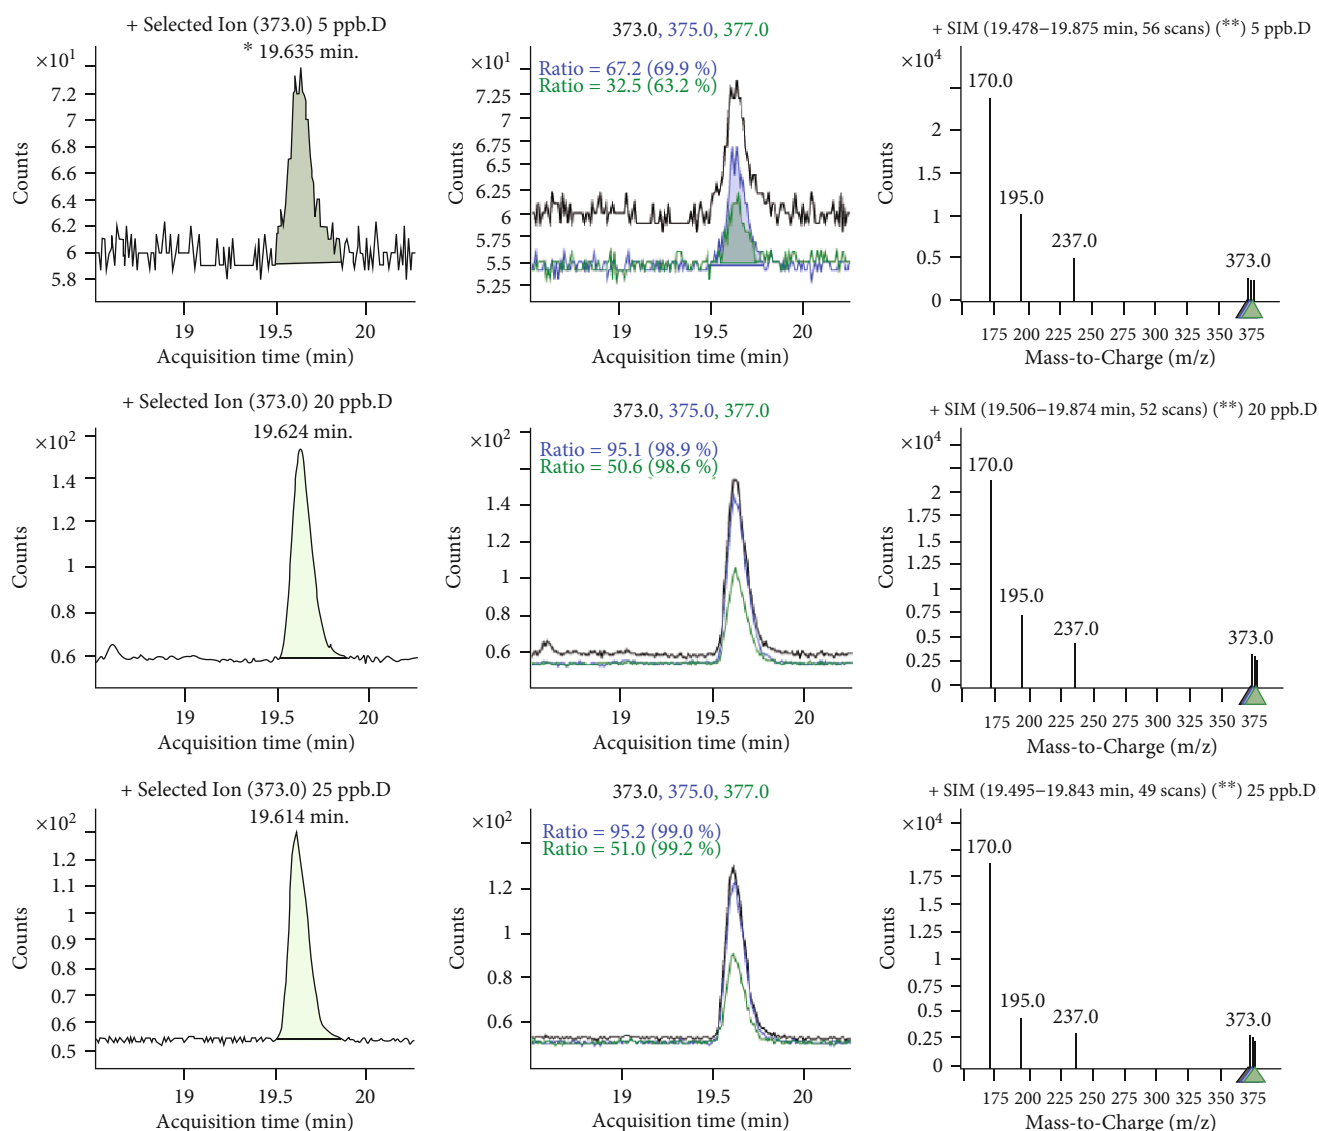 + Selected Ion (373.0) 5 ppb.D
* 19.635 min.
×10¹
7.2
7
6.8
6.6
6.4
6.2
6
5.8
Counts
19 19.5 20
Acquisition time (min)
373.0, 375.0, 377.0
×10¹
Ratio = 67.2 (69.9 %)
Ratio = 32.5 (63.2 %)
7.25
7
6.75
6.5
6.25
6
5.75
5.5
5.25
Counts
19 19.5 20
Acquisition time (min)
+ SIM (19.478–19.875 min, 56 scans) (**) 5 ppb.D
×10⁴
170.0
195.0
237.0
373.0
2
1.5
1
0.5
0
Counts
175 200 225 250 275 300 325 350 375
Mass-to-Charge (m/z)
+ Selected Ion (373.0) 20 ppb.D
19.624 min.
×10²
1.4
1.2
1
0.8
0.6
Counts
19 19.5 20
Acquisition time (min)
373.0, 375.0, 377.0
×10²
Ratio = 95.1 (98.9 %)
Ratio = 50.6 (98.6 %)
1.4
1.2
1
0.8
0.6
Counts
19 19.5 20
Acquisition time (min)
+ SIM (19.506–19.874 min, 52 scans) (**) 20 ppb.D
×10⁴
170.0
195.0
237.0
373.0
2
1.75
1.5
1.25
1
0.75
0.5
0.25
0
Counts
175 200 225 250 275 300 325 350 375
Mass-to-Charge (m/z)
+ Selected Ion (373.0) 25 ppb.D
19.614 min.
×10²
1.2
1.1
1
0.9
0.8
0.7
0.6
0.5
Counts
19 19.5 20
Acquisition time (min)
373.0, 375.0, 377.0
×10²
Ratio = 95.2 (99.0 %)
Ratio = 51.0 (99.2 %)
1.2
1
0.8
0.6
Counts
19 19.5 20
Acquisition time (min)
+ SIM (19.495–19.843 min, 49 scans) (**) 25 ppb.D
×10⁴
170.0
195.0
237.0
373.0
1.75
1.5
1.25
1
0.75
0.5
0.25
0
Counts
175 200 225 250 275 300 325 350 375
Mass-to-Charge (m/z)